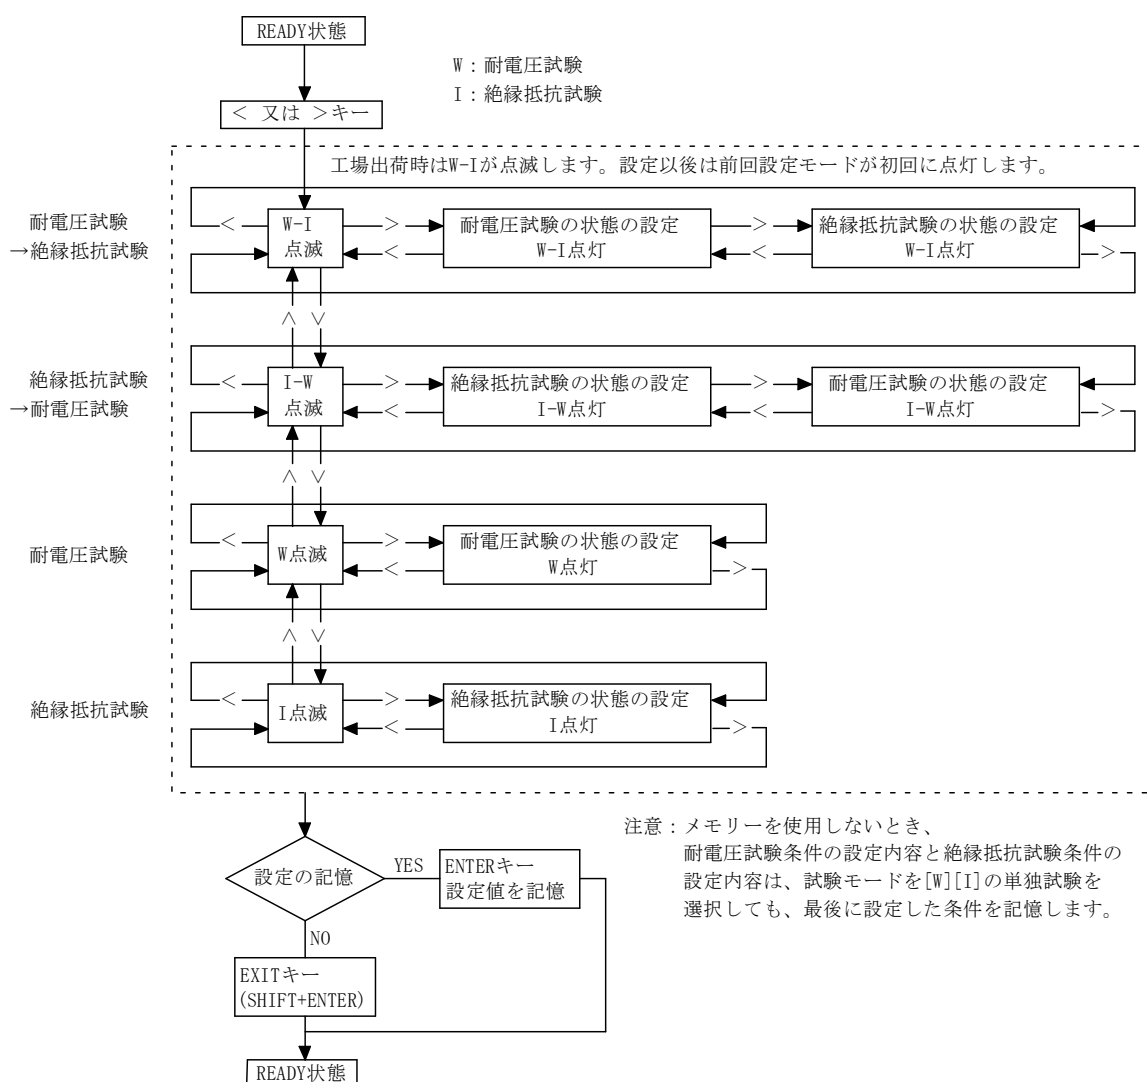 READY状態
W：耐電圧試験
I：絶縁抵抗試験
＜ 又は ＞キー
工場出荷時はW-Iが点滅します。設定以後は前回設定モードが初回に点灯します。
耐電圧試験
→絶縁抵抗試験
＜
W-I
点滅
＞
＜
耐電圧試験の状態の設定
W-I点灯
＞
＜
絶縁抵抗試験の状態の設定
W-I点灯
＞
∧ ∨
絶縁抵抗試験
→耐電圧試験
＜
I-W
点滅
＞
＜
絶縁抵抗試験の状態の設定
I-W点灯
＞
＜
耐電圧試験の状態の設定
I-W点灯
＞
∧ ∨
耐電圧試験
＜
W点滅
＞
＜
耐電圧試験の状態の設定
W点灯
＞
∧ ∨
絶縁抵抗試験
＜
I点滅
＞
＜
絶縁抵抗試験の状態の設定
I点灯
＞
注意：メモリーを使用しないとき、
耐電圧試験条件の設定内容と絶縁抵抗試験条件の
設定内容は、試験モードを[W][I]の単独試験を
選択しても、最後に設定した条件を記憶します。
設定の記憶
YES
ENTERキー
設定値を記憶
NO
EXITキー
(SHIFT+ENTER)
READY状態